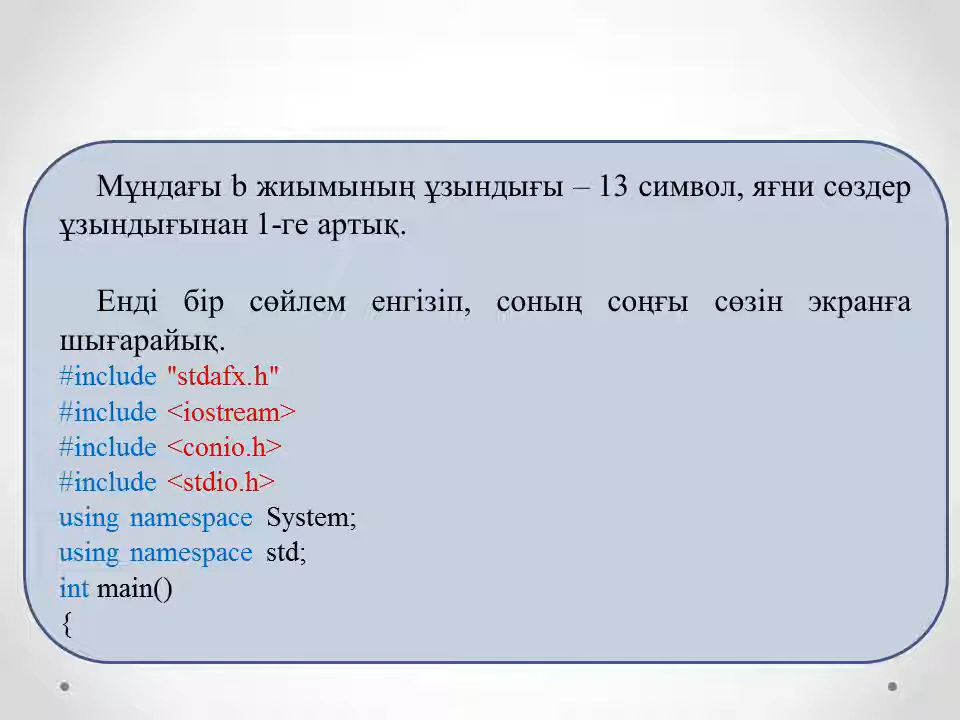 Мұндағы b жиымының ұзындығы – 13 символ, яғни сөздер
ұзындығынан 1-ге артық.
Енді бір сөйлем енгізіп, соның соңғы сөзін экранға
шығарайық.
#include "stdafx.h"
#include <iostream>
#include <conio.h>
#include <stdio.h>
using namespace System;
using namespace std;
int main()
{